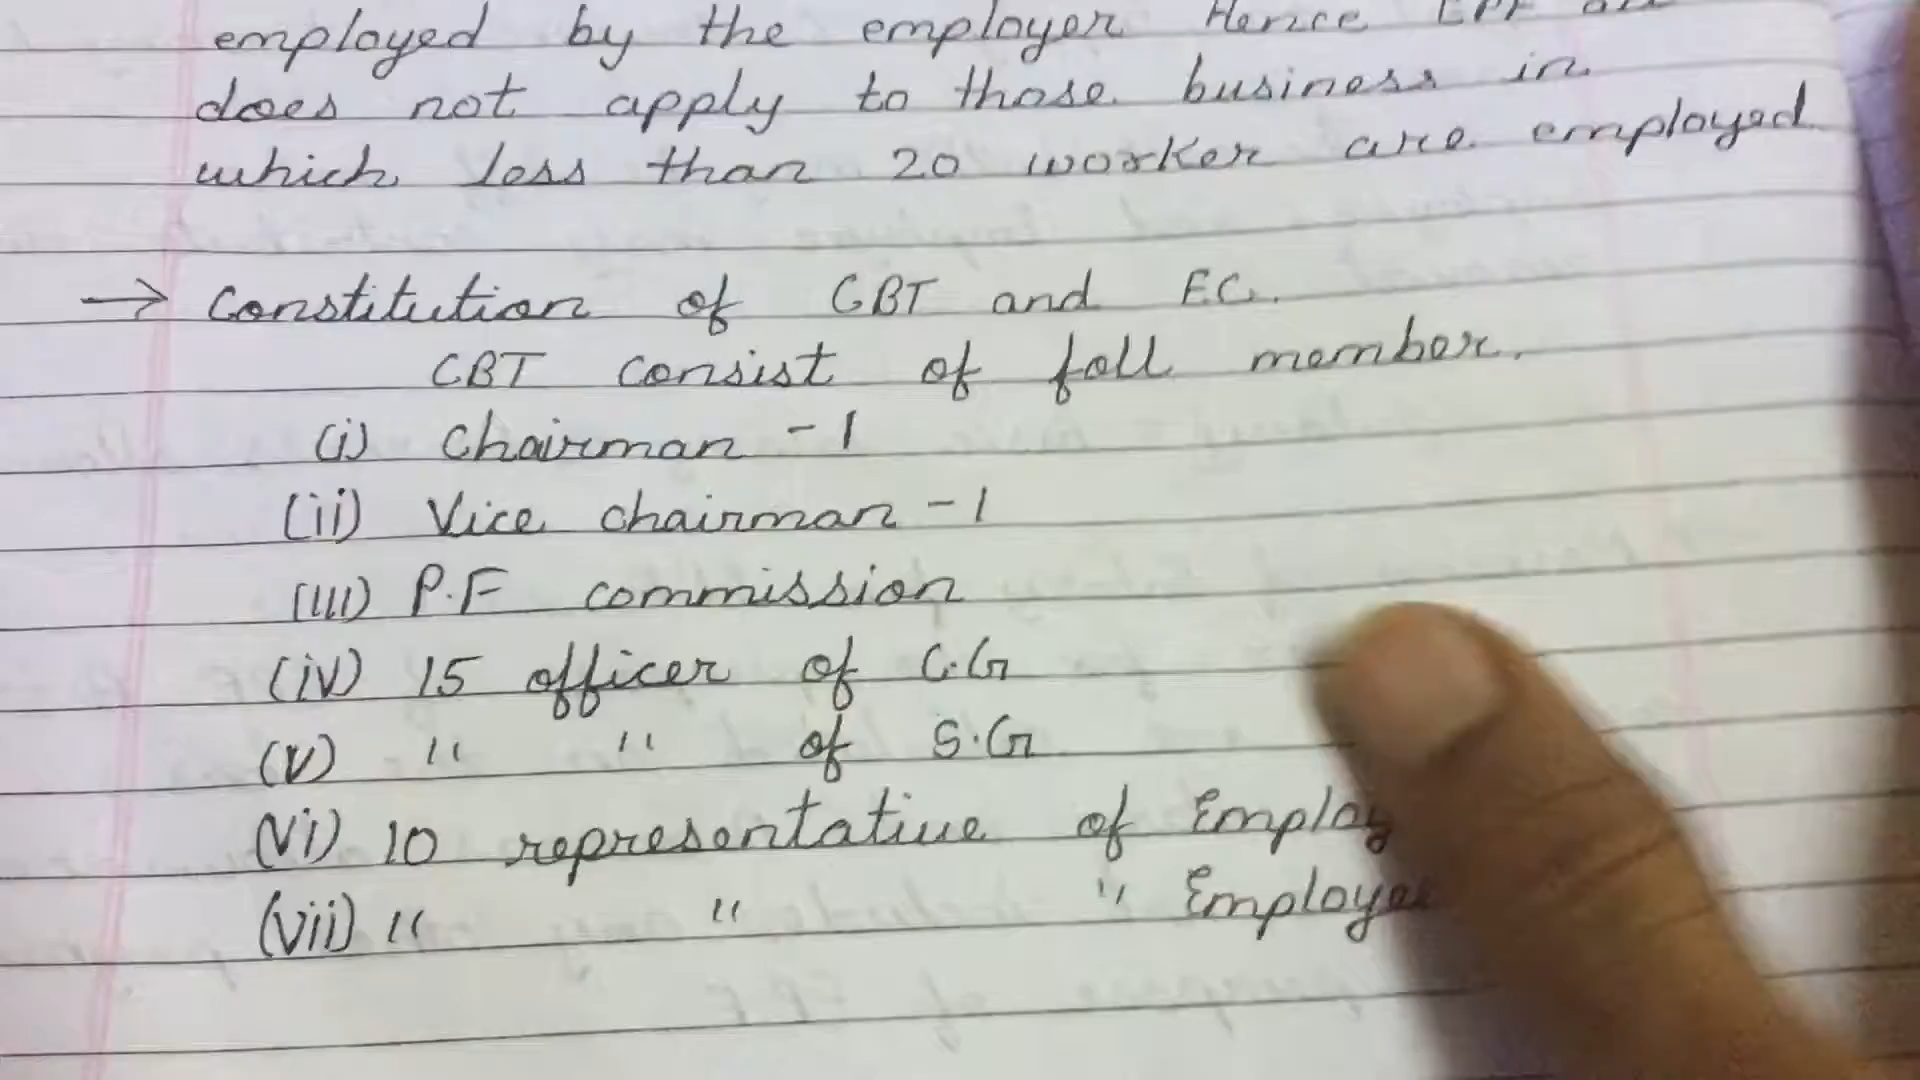 employed by the employer Hence EPF
does not apply to those business in
which less than 20 worker are employed
→ Constitution of CBT and E.C.
CBT consist of foll member.
(i) Chairman - 1
(ii) Vice chairman - 1
(iii) P.F commission
(iv) 15 officer of C.G
(v) " " of S.G
(vi) 10 representative of
(vii) " " "